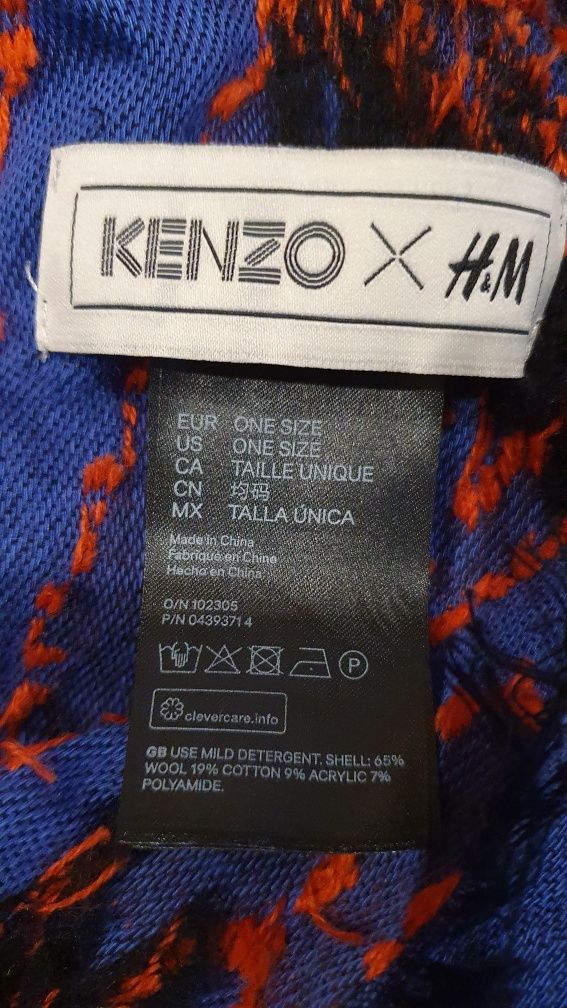 KENZO X H&M
EUR ONE SIZE
US ONE SIZE
CA TAILLE UNIQUE
CN 均码
MX TALLA ÚNICA
Made in China
Fabriqué en Chine
Hecho en China
O/N 102305
P/N 0439371 4
P
clevercare.info
GB USE MILD DETERGENT. SHELL: 65%
WOOL 19% COTTON 9% ACRYLIC 7%
POLYAMIDE.